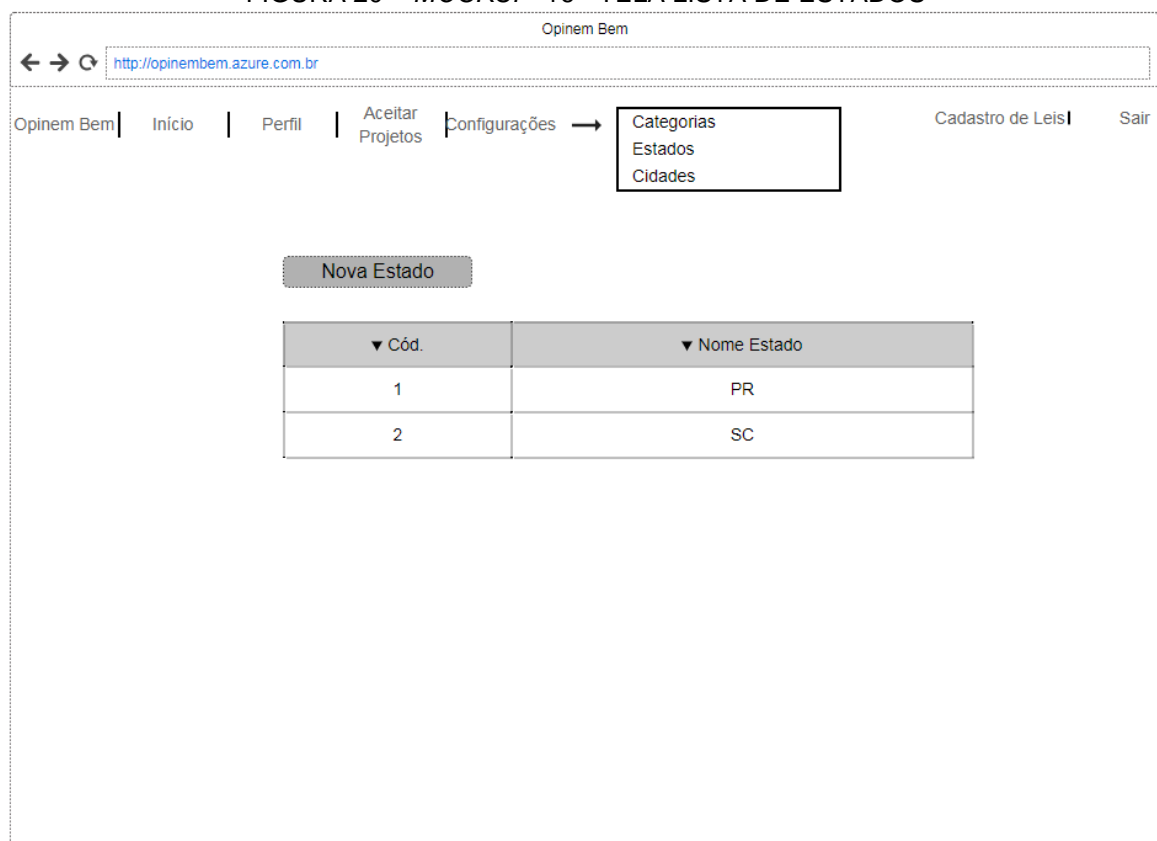 Opinem Bem
http://opinembem.azure.com.br
Opinem Bem Início Perfil Aceitar Projetos Configurações Cadastro de Leis Sair
Categorias
Estados
Cidades
Nova Estado
▼ Cód. ▼ Nome Estado
1 PR
2 SC